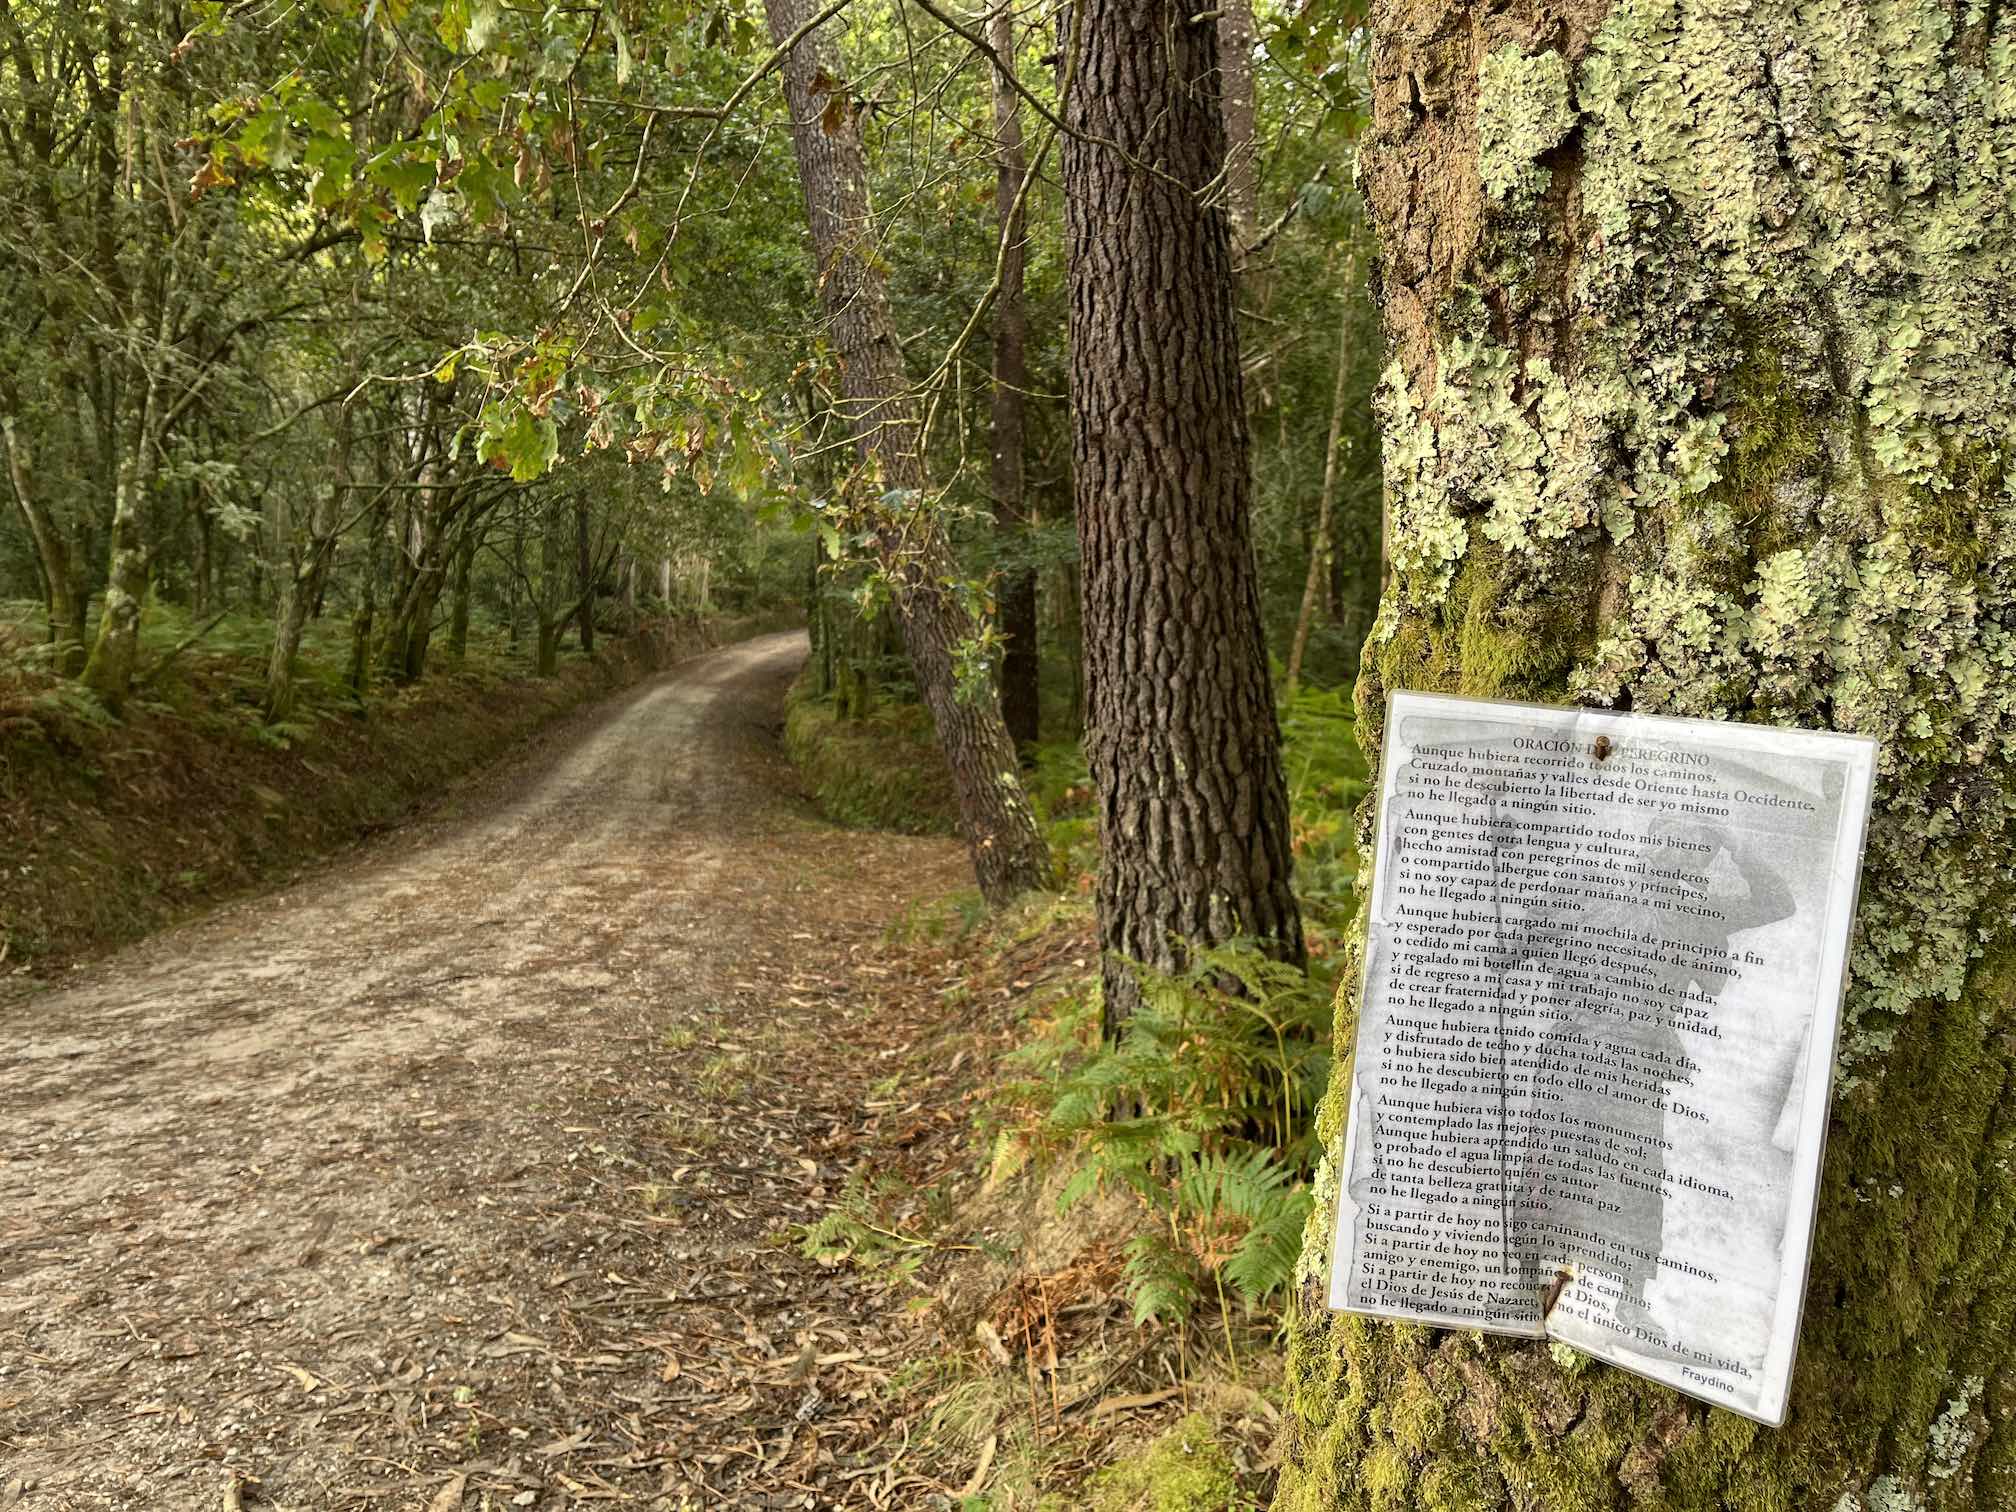 ORACIÓN DEL PEREGRINO
Aunque hubiera recorrido todos los caminos,
Cruzado montañas y valles desde Oriente hasta Occidente,
si no he descubierto la libertad de ser yo mismo
no he llegado a ningún sitio.
Aunque hubiera compartido todos mis bienes
con gentes de otra lengua y cultura,
hecho amistad con peregrinos de mil senderos
o compartido albergue con santos y príncipes,
si no soy capaz de perdonar mañana a mi vecino,
no he llegado a ningún sitio.
Aunque hubiera cargado mi mochila de principio a fin
y esperado por cada peregrino necesitado de ánimo,
o cedido mi cama a quien llegó después,
y regalado mi botellín de agua a cambio de nada,
si de regreso a mi casa y mi trabajo no soy capaz
de crear fraternidad y poner alegría, paz y unidad,
no he llegado a ningún sitio.
Aunque hubiera tenido comida y agua cada día,
y disfrutado de techo y ducha todas las noches,
o hubiera sido bien atendido de mis heridas
si no he descubierto en todo ello el amor de Dios,
no he llegado a ningún sitio.
Aunque hubiera visto todos los monumentos
y contemplado las mejores puestas de sol;
Aunque hubiera aprendido un saludo en cada idioma,
o probado el agua limpia de todas las fuentes,
si no he descubierto quién es autor
de tanta belleza gratuita y de tanta paz
no he llegado a ningún sitio.
Si a partir de hoy no sigo caminando en tus caminos,
buscando y viviendo según lo aprendido;
Si a partir de hoy no veo en cada persona,
amigo y enemigo, un compañero de camino;
Si a partir de hoy no a Dios,
el Dios de Jesús de Nazaret, el único Dios de mi vida,
no he llegado a ningún sitio
Fraydino